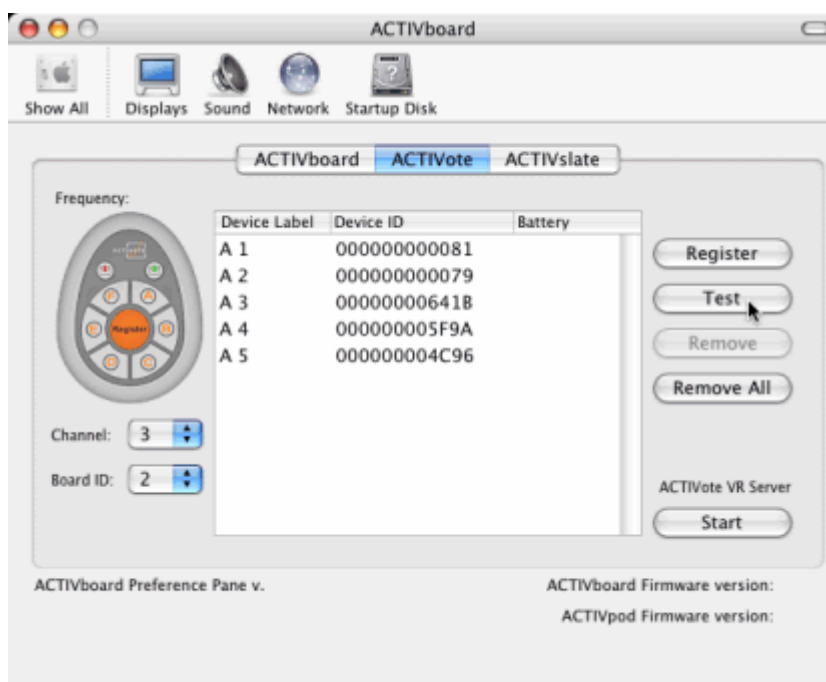 ACTIVboard
Show All Displays Sound Network Startup Disk
ACTIVboard ACTIVote ACTIVslate
Frequency:
Device Label Device ID Battery
A 1 000000000081
A 2 000000000079
A 3 00000000641B
A 4 000000005F9A
A 5 000000004C96
Register
Test
Remove
Remove All
Register
Channel: 3
Board ID: 2
ACTIVote VR Server
Start
ACTIVboard Preference Pane v.
ACTIVboard Firmware version:
ACTIVpod Firmware version: